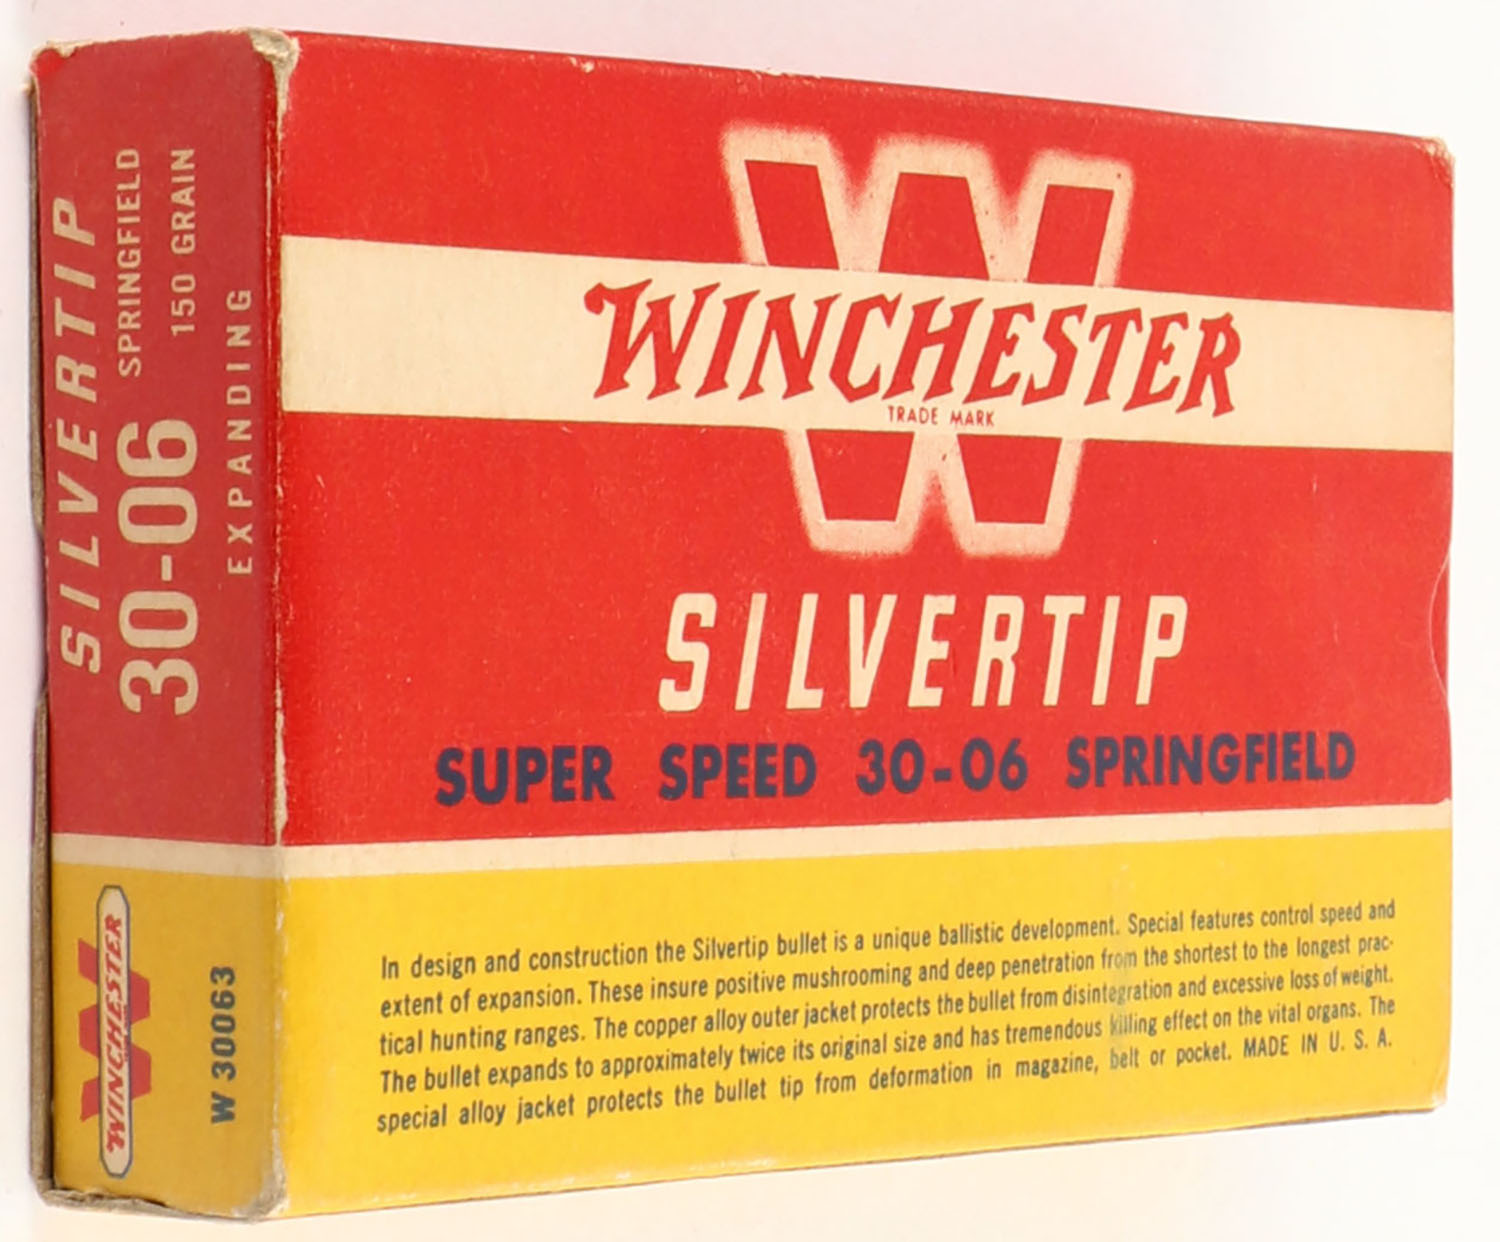 SILVERTIP
30-06 SPRINGFIELD
150 GRAIN
EXPANDING
WINCHESTER
W 30063
WINCHESTER
TRADE MARK
SILVERTIP
SUPER SPEED 30-06 SPRINGFIELD
In design and construction the Silvertip bullet is a unique ballistic development. Special features control speed and
extent of expansion. These insure positive mushrooming and deep penetration from the shortest to the longest prac-
tical hunting ranges. The copper alloy outer jacket protects the bullet from disintegration and excessive loss of weight.
The bullet expands to approximately twice its original size and has tremendous killing effect on the vital organs. The
special alloy jacket protects the bullet tip from deformation in magazine, belt or pocket. MADE IN U. S. A.